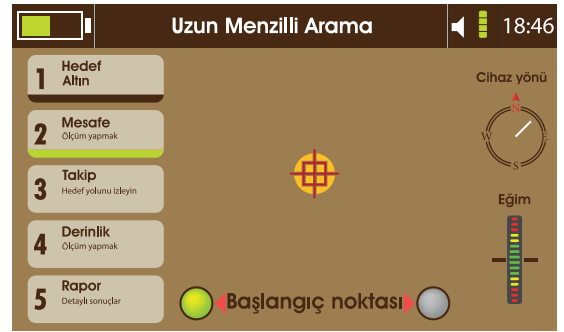 Uzun Menzilli Arama
18:46
1 Hedef
Altın
2 Mesafe
Ölçüm yapmak
3 Takip
Hedef yolunu izleyin
4 Derinlik
Ölçüm yapmak
5 Rapor
Detaylı sonuçlar
Başlangıç noktası
Cihaz yönü
N
W E
S
Eğim